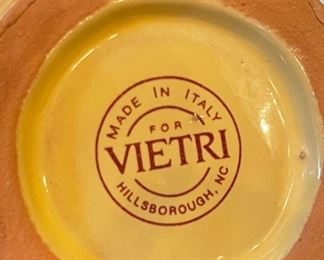 MADE IN ITALY
FOR
VIETRI
HILLSBOROUGH, NC